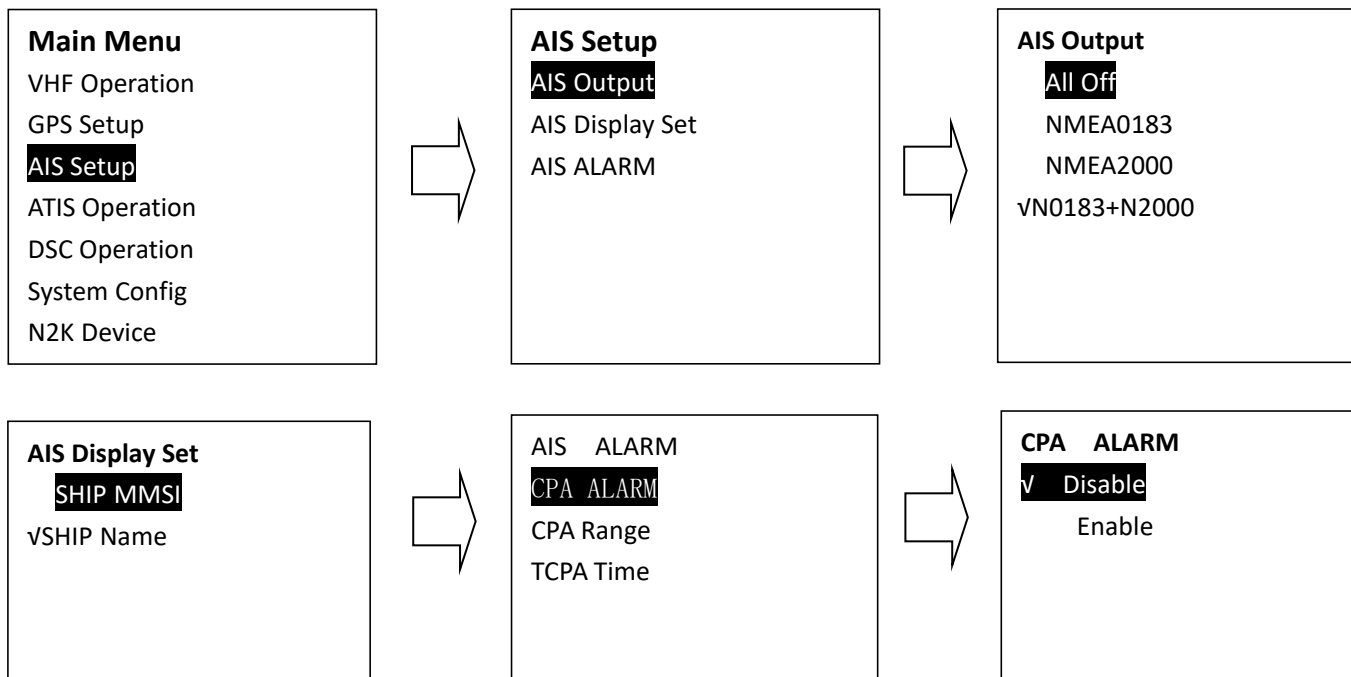 Main Menu
VHF Operation
GPS Setup
AIS Setup
ATIS Operation
DSC Operation
System Config
N2K Device
AIS Setup
AIS Output
AIS Display Set
AIS ALARM
AIS Output
All Off
NMEA0183
NMEA2000
√N0183+N2000
AIS Display Set
SHIP MMSI
√SHIP Name
AIS ALARM
CPA ALARM
CPA Range
TCPA Time
CPA ALARM
√ Disable
Enable